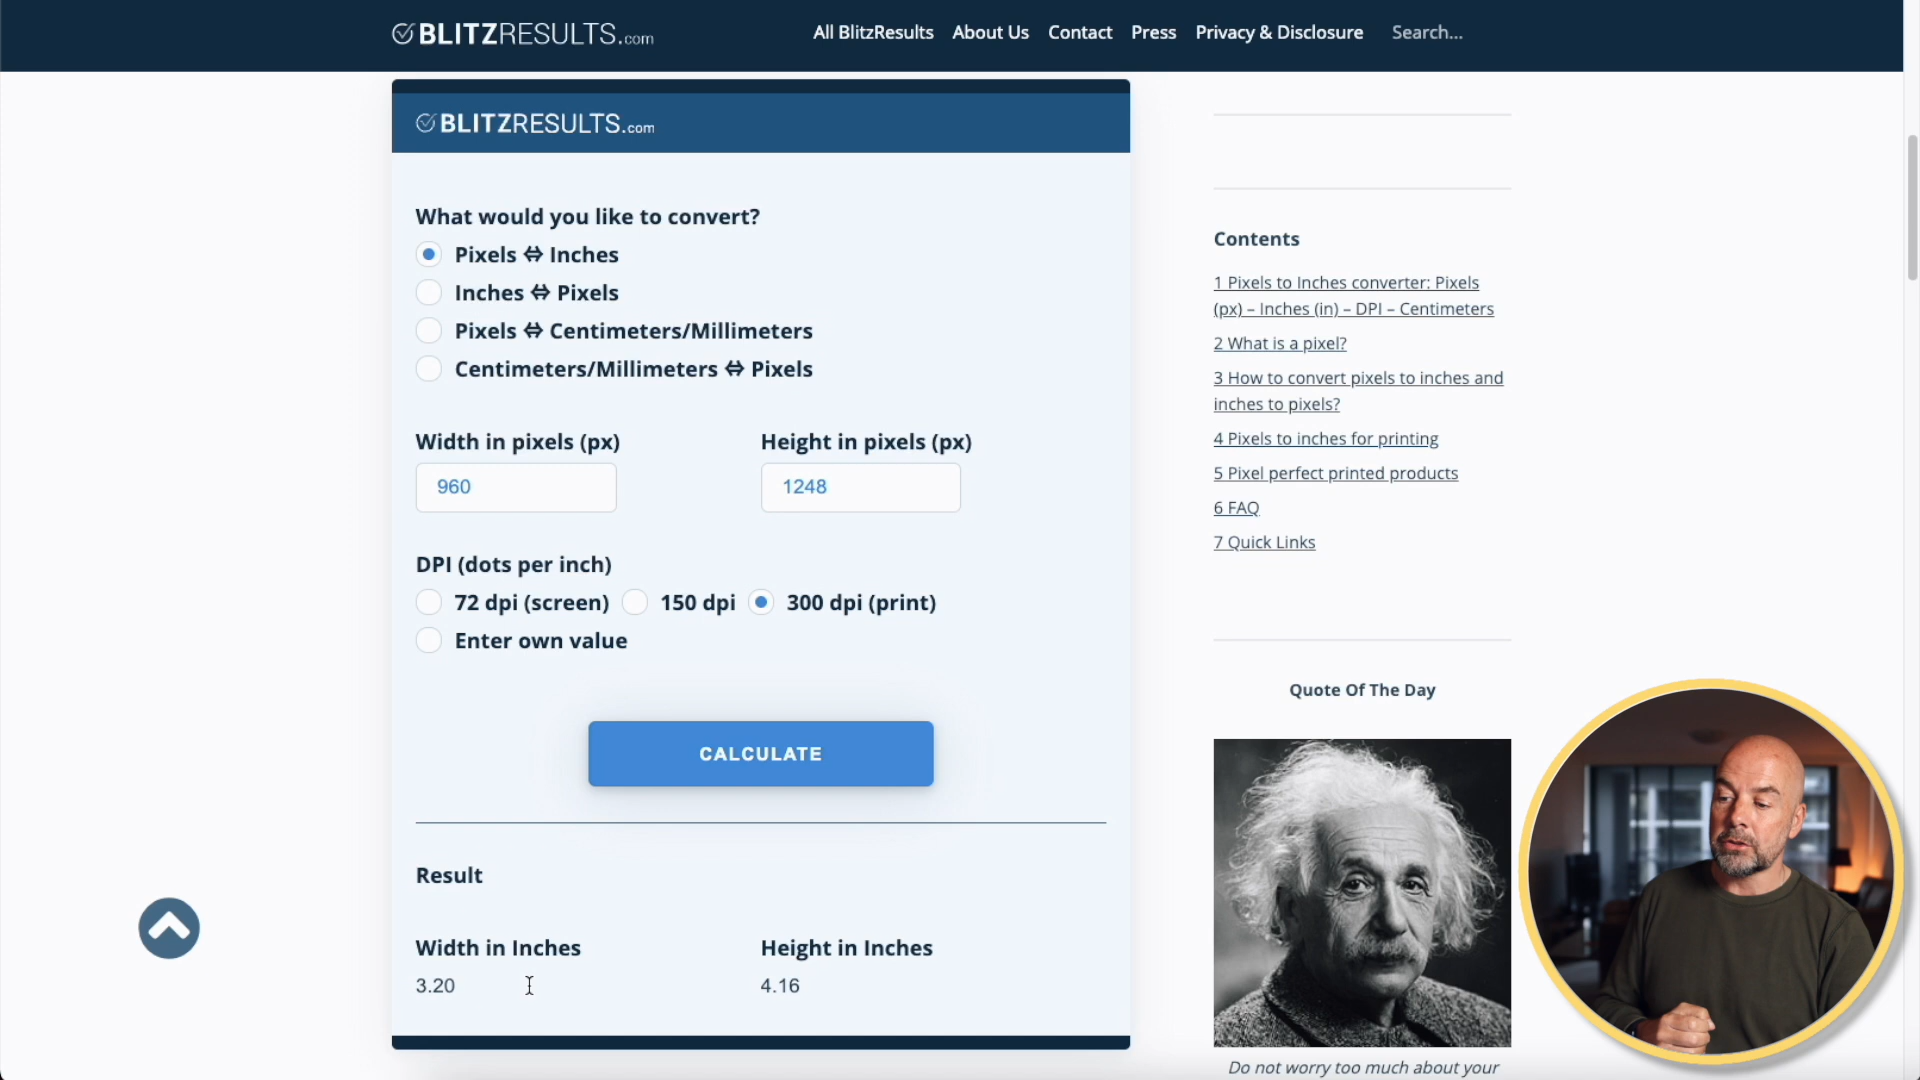 BLITZRESULTS.com
All BlitzResults About Us Contact Press Privacy & Disclosure Search...
BLITZRESULTS.com
What would you like to convert?
Pixels ⇔ Inches
Inches ⇔ Pixels
Pixels ⇔ Centimeters/Millimeters
Centimeters/Millimeters ⇔ Pixels
Width in pixels (px) Height in pixels (px)
960 1248
DPI (dots per inch)
72 dpi (screen) 150 dpi 300 dpi (print)
Enter own value
CALCULATE
Result
Width in Inches Height in Inches
3.20 4.16
Contents
1 Pixels to Inches converter: Pixels
(px) – Inches (in) – DPI – Centimeters
2 What is a pixel?
3 How to convert pixels to inches and
inches to pixels?
4 Pixels to inches for printing
5 Pixel perfect printed products
6 FAQ
7 Quick Links
Quote Of The Day
Do not worry too much about your